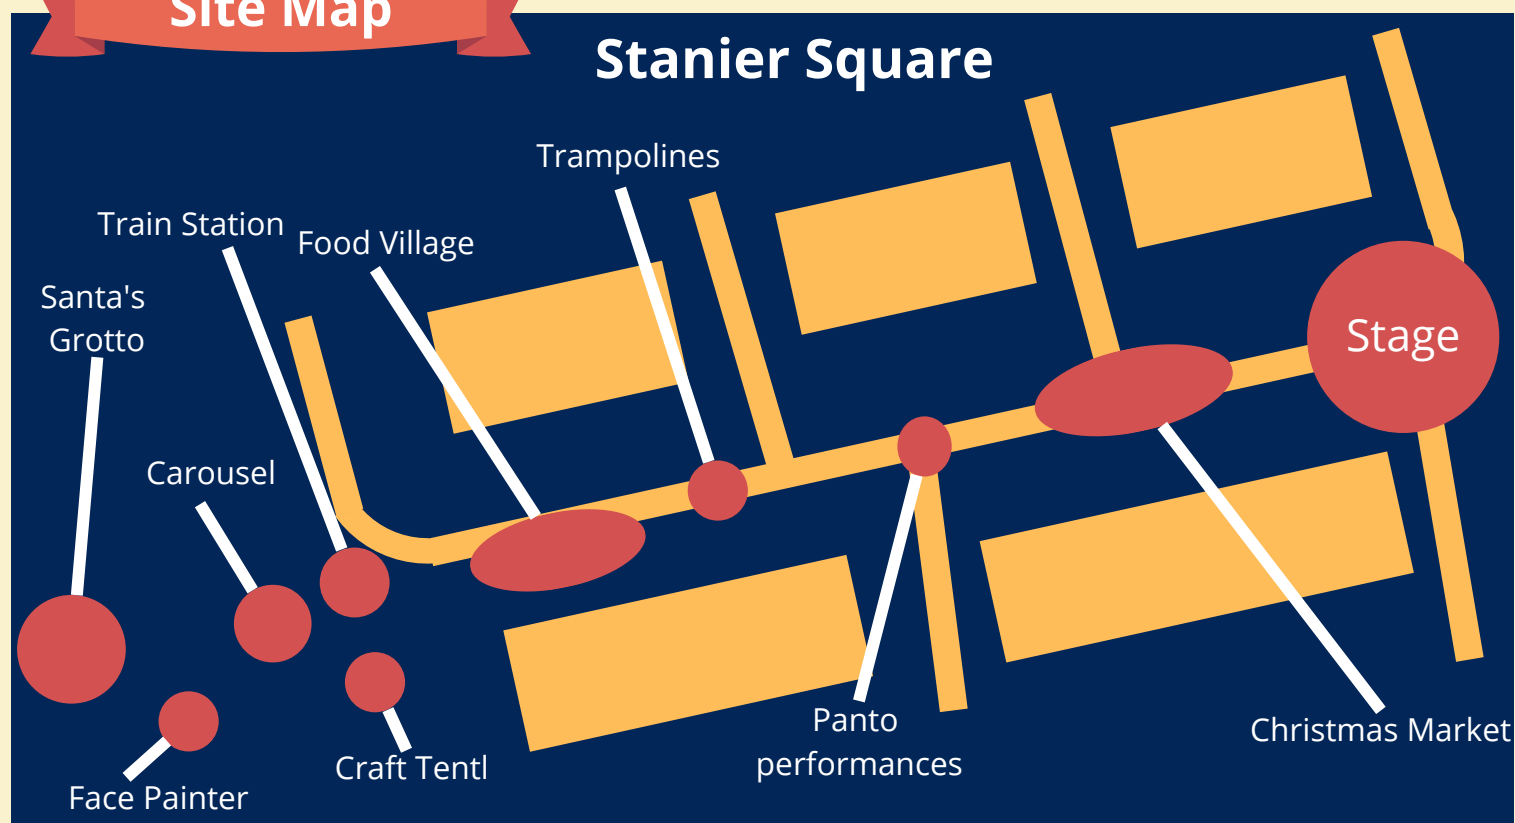 Site Map
Stanier Square
Trampolines
Train Station
Food Village
Santa's
Grotto
Stage
Carousel
Panto
performances
Christmas Market
Craft Tentl
Face Painter